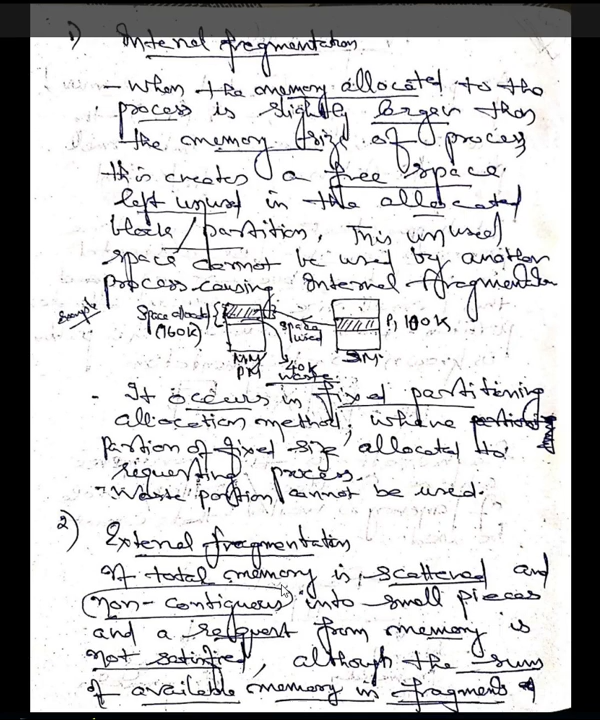 1) Internal fragmentation
- When the memory allocated to the
process is slightly larger than
the memory size of process
this creates a free space
left unused in the allocated
block/partition. This unused
space cannot be used by another
process causing Internal fragmentation
Example
Space allocated
(160K)
space
used
P1 100K
MM
PM
40K
waste
SM
- It occurs in fixed partitioning
allocation method, where
partion of fixed size allocated to
requesting process.
- Waste portion cannot be used.
2) External fragmentation
If total memory is scattered and
non-contiguous into small pieces
and a request from memory is
not satisfied, although the sum
of available memory in fragments